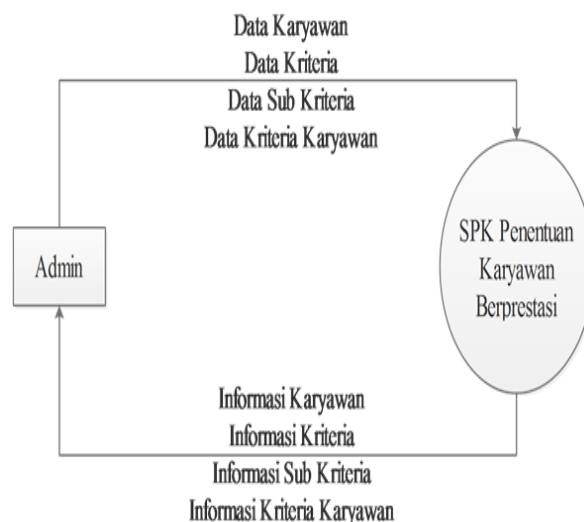 Data Karyawan
Data Kriteria
Data Sub Kriteria
Data Kriteria Karyawan
Admin
SPK Penentuan
Karyawan
Berprestasi
Informasi Karyawan
Informasi Kriteria
Informasi Sub Kriteria
Informasi Kriteria Karyawan